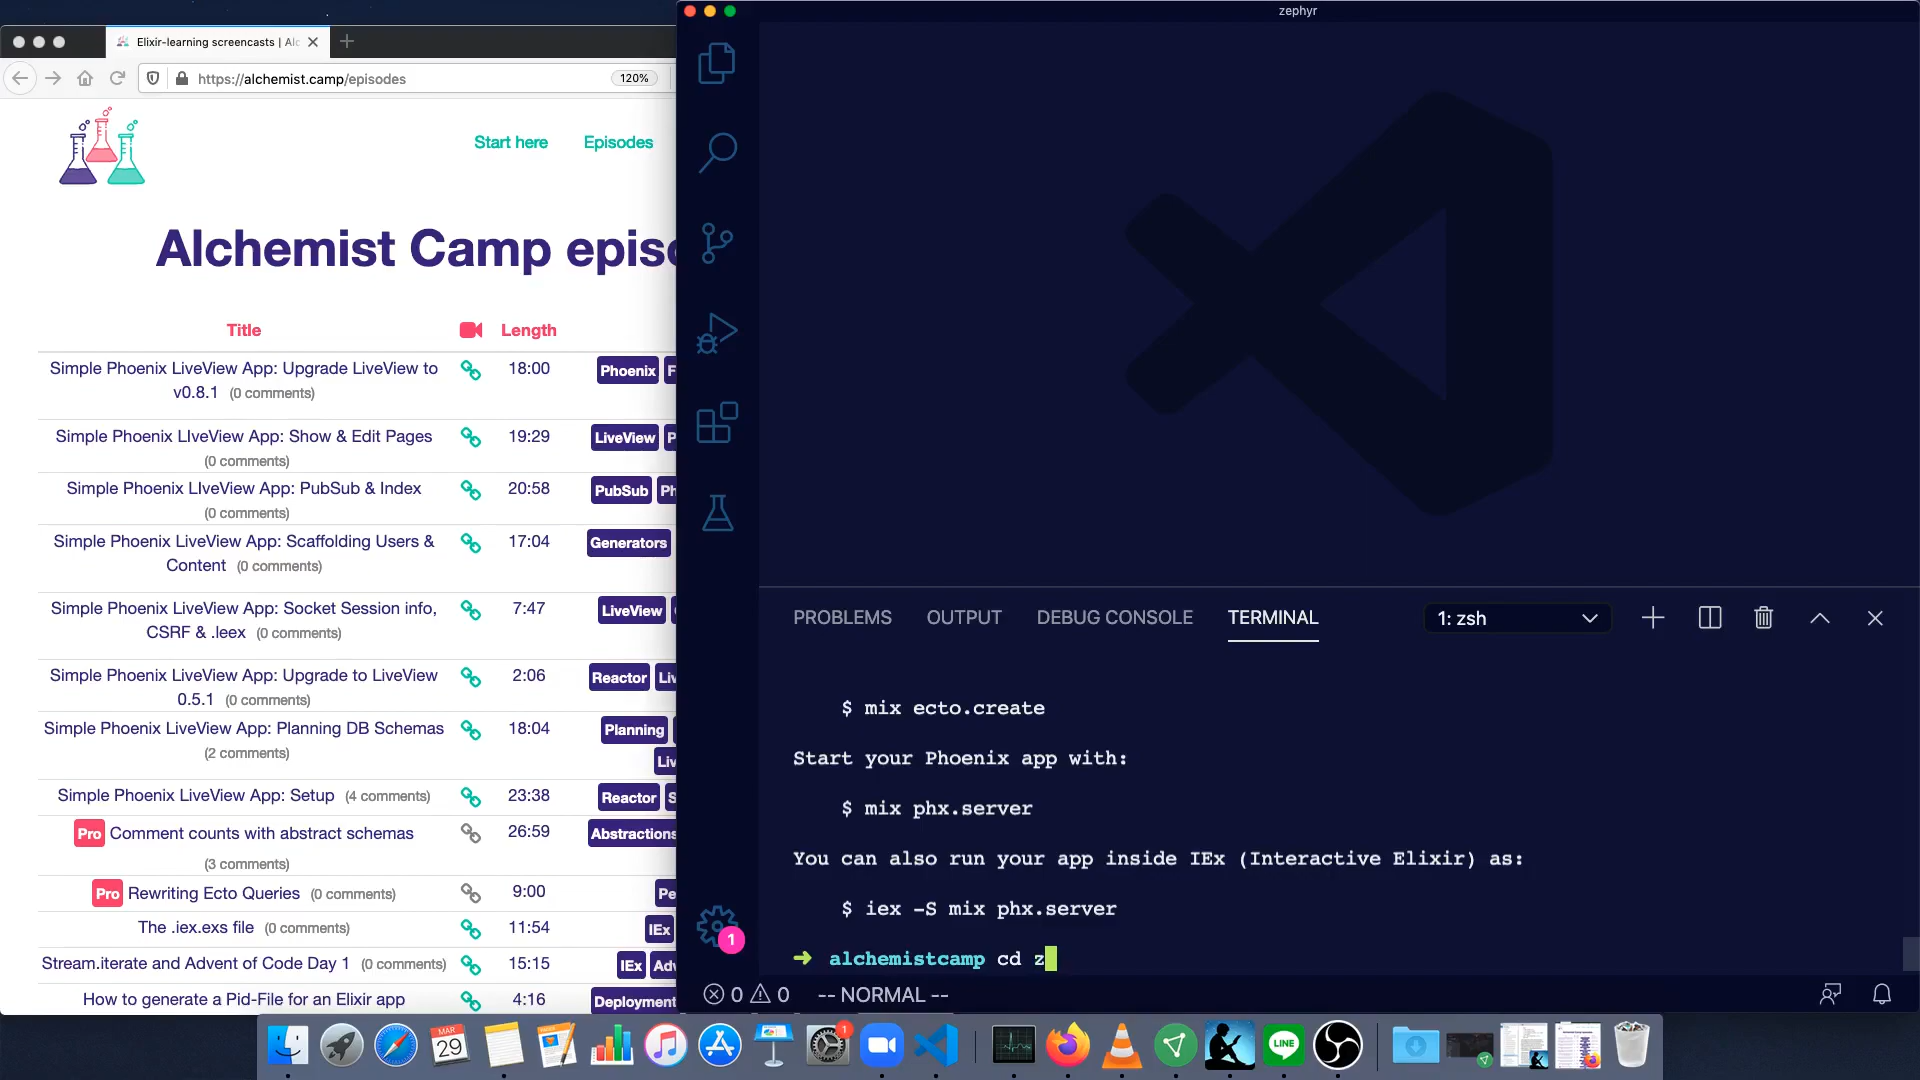 zephyr
Elixir-learning screencasts | Alc
https://alchemist.camp/episodes
120%
Start here
Episodes
Alchemist Camp episo
Title
Length
Simple Phoenix LiveView App: Upgrade LiveView to
v0.8.1 (0 comments)
18:00
Phoenix
F
Simple Phoenix LIveView App: Show & Edit Pages
(0 comments)
19:29
LiveView
P
Simple Phoenix LIveView App: PubSub & Index
(0 comments)
20:58
PubSub
Ph
Simple Phoenix LiveView App: Scaffolding Users &
Content (0 comments)
17:04
Generators
Simple Phoenix LiveView App: Socket Session info,
CSRF & .leex (0 comments)
7:47
LiveView
Simple Phoenix LiveView App: Upgrade to LiveView
0.5.1 (0 comments)
2:06
Reactor
Liv
Simple Phoenix LiveView App: Planning DB Schemas
(2 comments)
18:04
Planning
Liv
Simple Phoenix LiveView App: Setup (4 comments)
23:38
Reactor
S
Pro Comment counts with abstract schemas
(3 comments)
26:59
Abstractions
Pro Rewriting Ecto Queries (0 comments)
9:00
Pe
The .iex.exs file (0 comments)
11:54
IEx
Stream.iterate and Advent of Code Day 1 (0 comments)
15:15
IEx
Adv
How to generate a Pid-File for an Elixir app
4:16
Deployment
PROBLEMS
OUTPUT
DEBUG CONSOLE
TERMINAL
1: zsh
$ mix ecto.create
Start your Phoenix app with:
$ mix phx.server
You can also run your app inside IEx (Interactive Elixir) as:
$ iex -S mix phx.server
➜ alchemistcamp cd z
1
0
0
-- NORMAL --
MAR
29
1
LINE